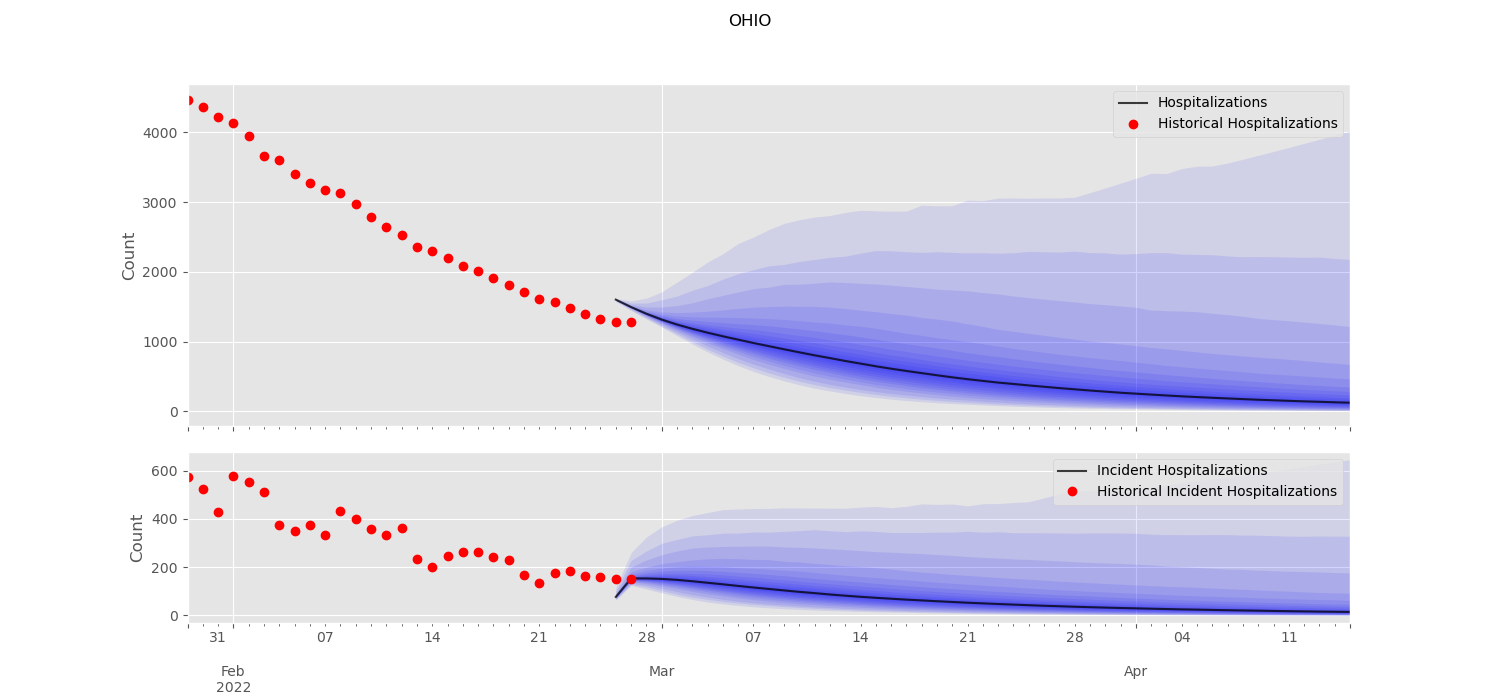 OHIO
Hospitalizations
Historical Hospitalizations
4000
3000
2000
1000
0
Count
Incident Hospitalizations
Historical Incident Hospitalizations
600
400
200
0
Count
31 07 14 21 28 07 14 21 28 04 11
Feb Mar Apr
2022